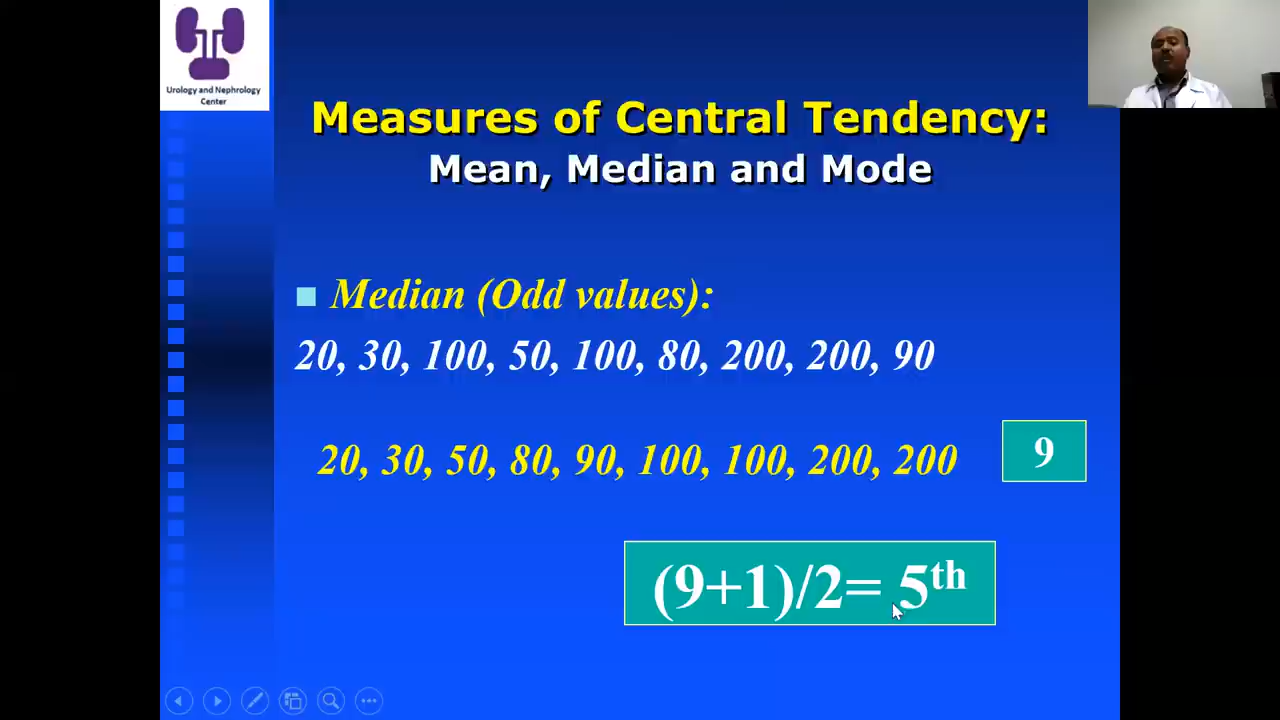 Urology and Nephrology
Center
Measures of Central Tendency:
Mean, Median and Mode
Median (Odd values):
20, 30, 100, 50, 100, 80, 200, 200, 90
20, 30, 50, 80, 90, 100, 100, 200, 200
9
(9+1)/2= 5th